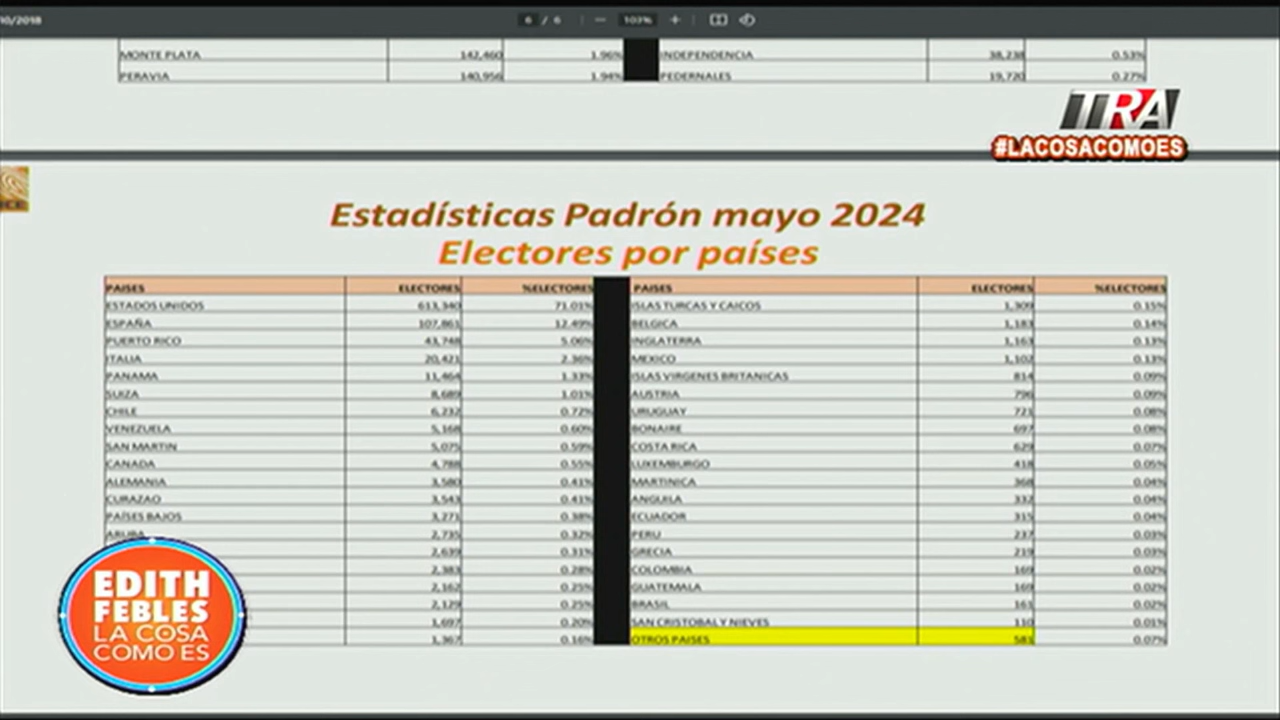 10/2018 6 / 6 — 103% +
MONTE PLATA 142,460 1.96% INDEPENDENCIA 38,238 0.53%
PERAVIA 140,956 1.94% PEDERNALES 19,720 0.27%
TRA
#LACOSACOMOES
Estadísticas Padrón mayo 2024
Electores por países
PAISES ELECTORES %ELECTORES PAISES ELECTORES %ELECTORES
ESTADOS UNIDOS 613,340 71.01% ISLAS TURCAS Y CAICOS 1,309 0.15%
ESPAÑA 107,861 12.49% BELGICA 1,183 0.14%
PUERTO RICO 43,748 5.06% INGLATERRA 1,163 0.13%
ITALIA 20,421 2.36% MEXICO 1,102 0.13%
PANAMA 11,464 1.33% ISLAS VIRGENES BRITANICAS 814 0.09%
SUIZA 8,689 1.01% AUSTRIA 796 0.09%
CHILE 6,232 0.72% URUGUAY 721 0.08%
VENEZUELA 5,168 0.60% BONAIRE 697 0.08%
SAN MARTIN 5,075 0.59% COSTA RICA 629 0.07%
CANADA 4,788 0.55% LUXEMBURGO 418 0.05%
ALEMANIA 3,580 0.41% MARTINICA 368 0.04%
CURAZAO 3,543 0.41% ANGUILA 332 0.04%
PAÍSES BAJOS 3,271 0.38% ECUADOR 315 0.04%
ARUBA 2,735 0.32% PERU 237 0.03%
2,639 0.31% GRECIA 219 0.03%
2,383 0.28% COLOMBIA 169 0.02%
2,162 0.25% GUATEMALA 169 0.02%
2,129 0.25% BRASIL 161 0.02%
1,697 0.20% SAN CRISTOBAL Y NIEVES 110 0.01%
1,367 0.16% OTROS PAISES 581 0.07%
EDITH
FEBLES
LA COSA
COMO ES